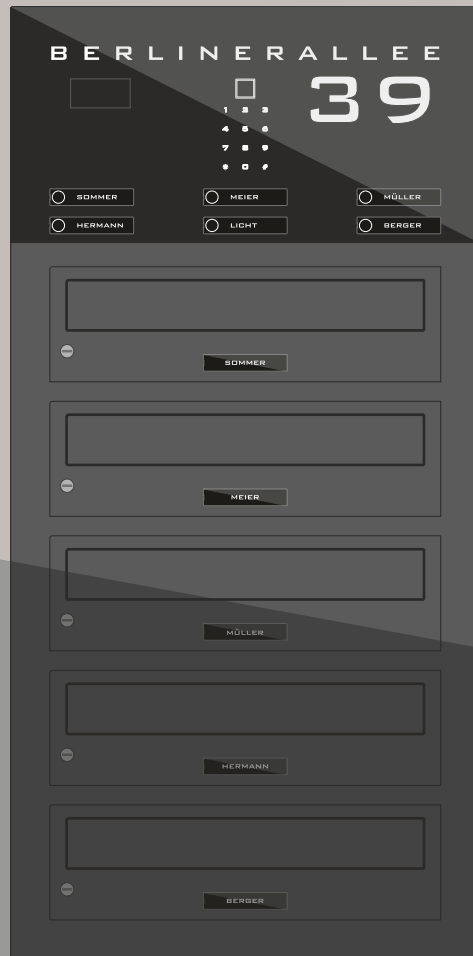 BERLINERALLEE
39
1 2 3
4 5 6
7 8 9
SOMMER MEIER MÜLLER
HERMANN LICHT BERGER
SOMMER
MEIER
MÜLLER
HERMANN
BERGER